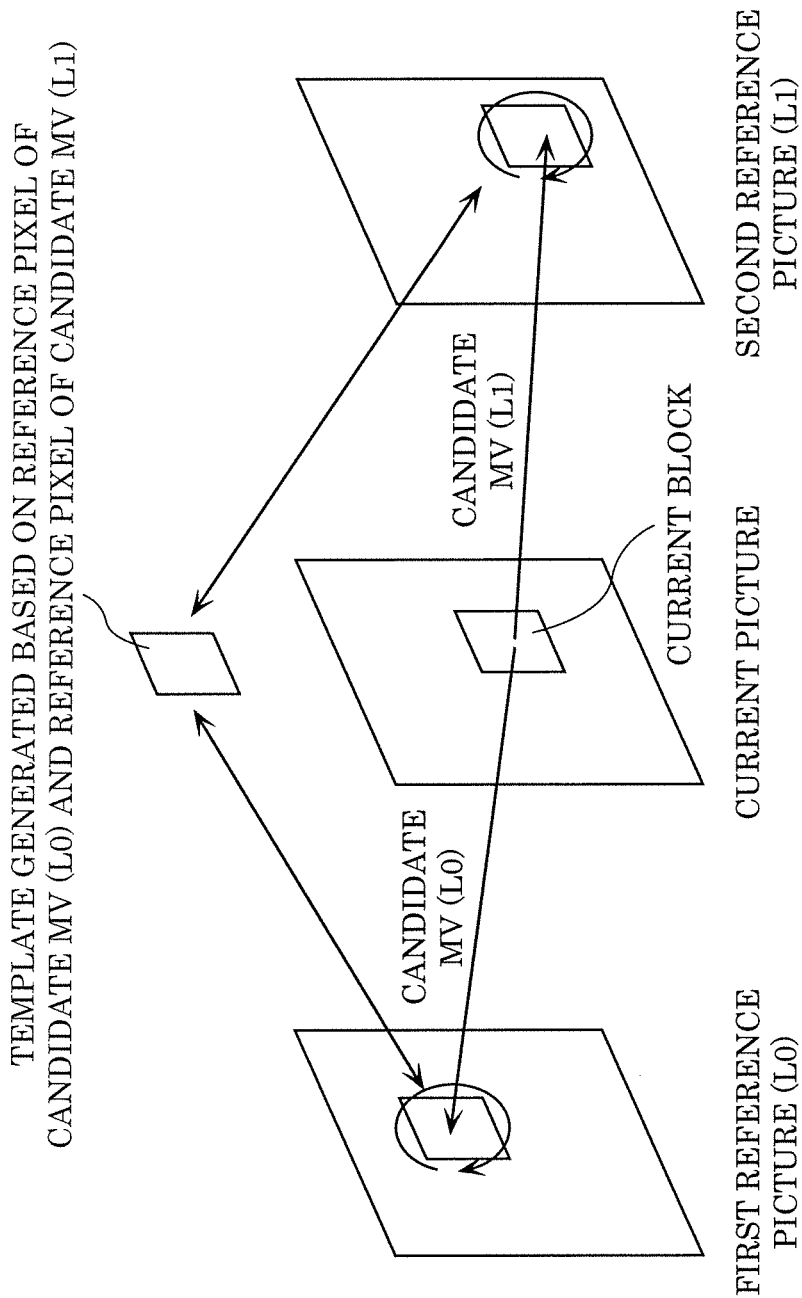 TEMPLATE GENERATED BASED ON REFERENCE PIXEL OF
CANDIDATE MV (L0) AND REFERENCE PIXEL OF CANDIDATE MV (L1)
CANDIDATE
MV (L0)
CANDIDATE
MV (L1)
CURRENT BLOCK
FIRST REFERENCE
PICTURE (L0)
CURRENT PICTURE
SECOND REFERENCE
PICTURE (L1)